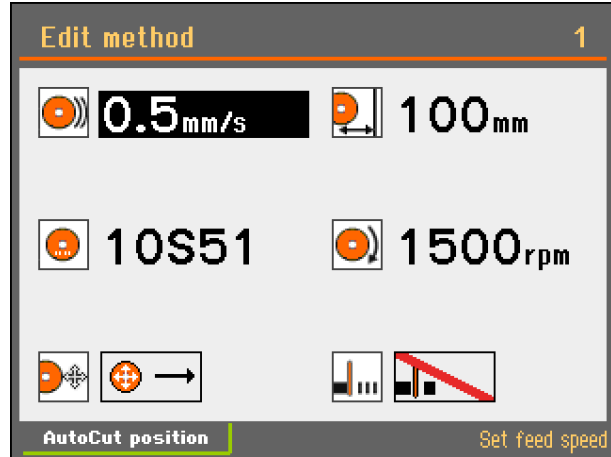 Edit method 1
0.5mm/s 100mm
10S51 1500rpm
AutoCut position Set feed speed